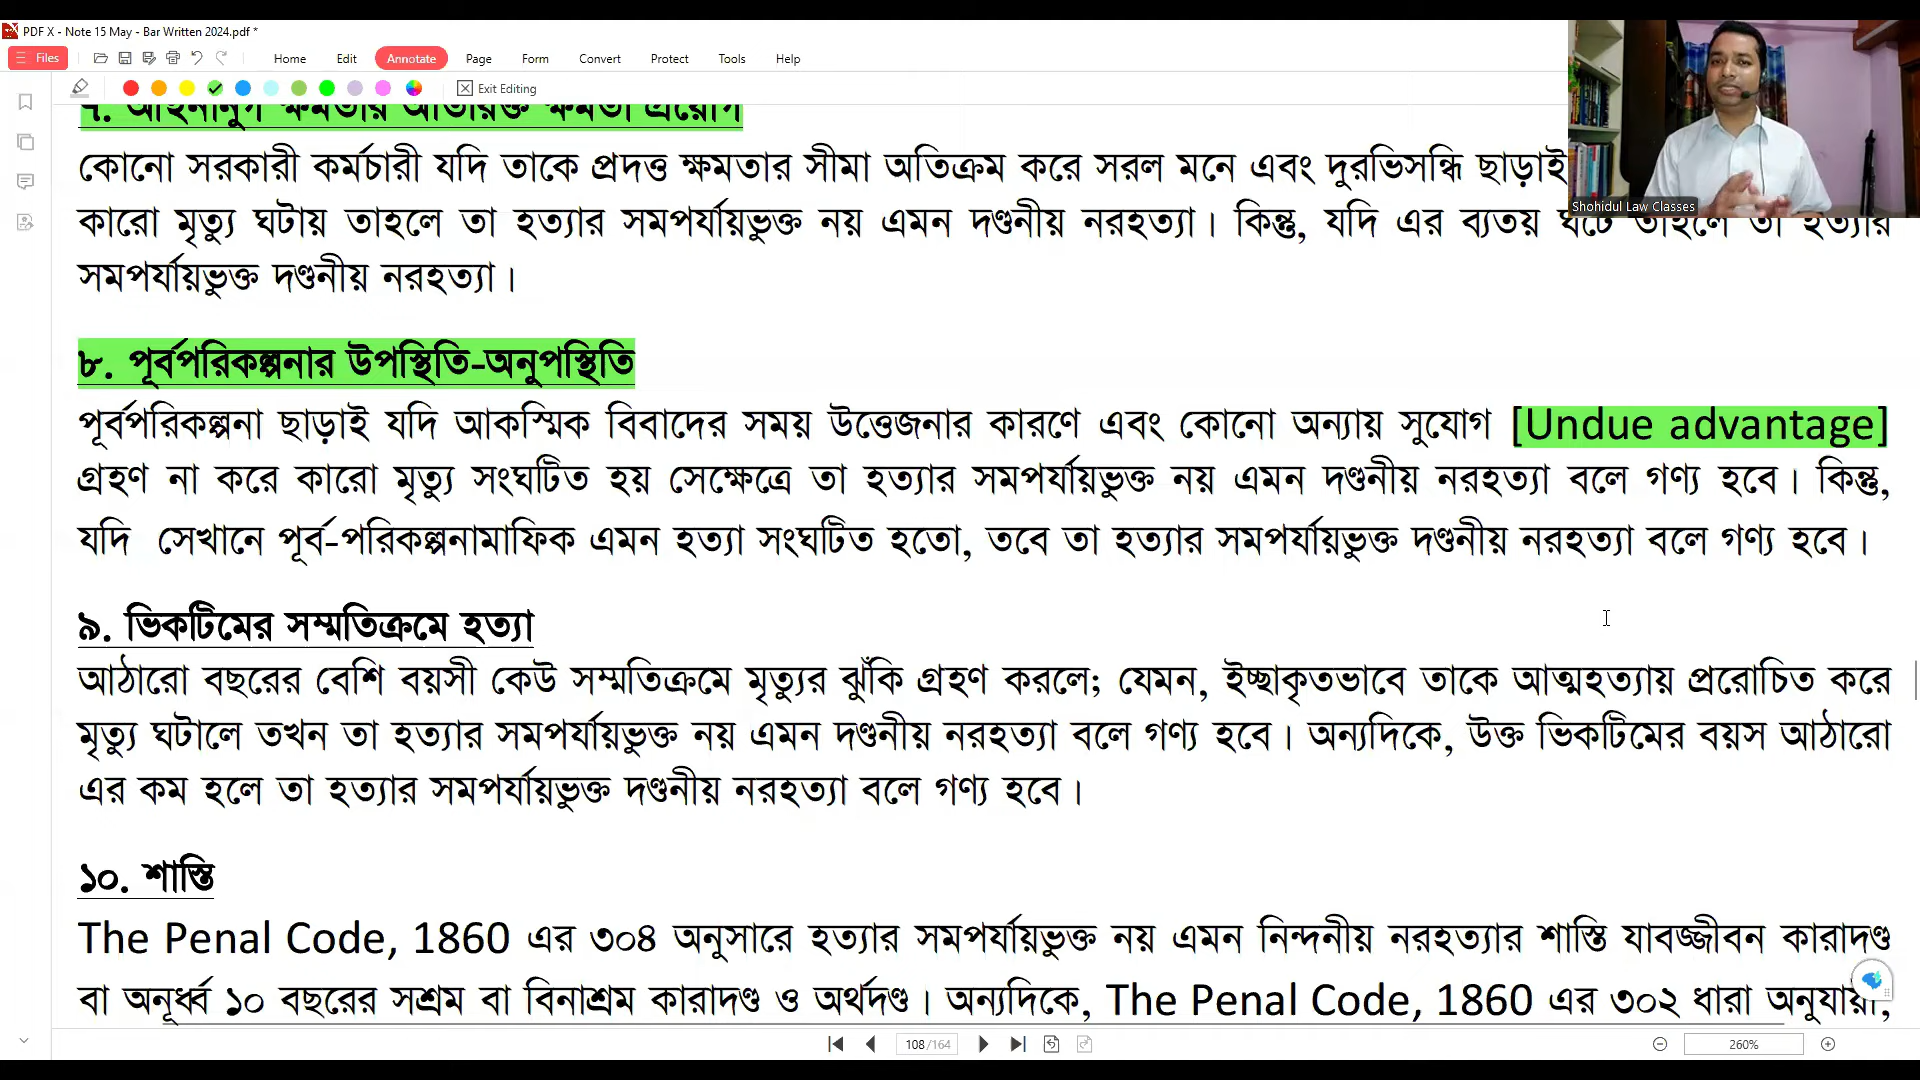 PDF X - Note 15 May - Bar Written 2024.pdf *
Files Home Edit Annotate Page Form Convert Protect Tools Help
Exit Editing
৭. আইনানুগ ক্ষমতার অতিরিক্ত ক্ষমতা প্রয়োগ
কোনো সরকারী কর্মচারী যদি তাকে প্রদত্ত ক্ষমতার সীমা অতিক্রম করে সরল মনে এবং দুরভিসন্ধি ছাড়াই
কারো মৃত্যু ঘটায় তাহলে তা হত্যার সমপর্যায়ভুক্ত নয় এমন দণ্ডনীয় নরহত্যা। কিন্তু, যদি এর ব্যতয় ঘটে তাহলে তা হত্যার
সমপর্যায়ভুক্ত দণ্ডনীয় নরহত্যা।
Shohidul Law Classes
৮. পূর্বপরিকল্পনার উপস্থিতি-অনুপস্থিতি
পূর্বপরিকল্পনা ছাড়াই যদি আকস্মিক বিবাদের সময় উত্তেজনার কারণে এবং কোনো অন্যায় সুযোগ [Undue advantage]
গ্রহণ না করে কারো মৃত্যু সংঘটিত হয় সেক্ষেত্রে তা হত্যার সমপর্যায়ভুক্ত নয় এমন দণ্ডনীয় নরহত্যা বলে গণ্য হবে। কিন্তু,
যদি সেখানে পূর্ব-পরিকল্পনামাফিক এমন হত্যা সংঘটিত হতো, তবে তা হত্যার সমপর্যায়ভুক্ত দণ্ডনীয় নরহত্যা বলে গণ্য হবে।
৯. ভিকটিমের সম্মতিক্রমে হত্যা
আঠারো বছরের বেশি বয়সী কেউ সম্মতিক্রমে মৃত্যুর ঝুঁকি গ্রহণ করলে; যেমন, ইচ্ছাকৃতভাবে তাকে আত্মহত্যায় প্ররোচিত করে
মৃত্যু ঘটালে তখন তা হত্যার সমপর্যায়ভুক্ত নয় এমন দণ্ডনীয় নরহত্যা বলে গণ্য হবে। অন্যদিকে, উক্ত ভিকটিমের বয়স আঠারো
এর কম হলে তা হত্যার সমপর্যায়ভুক্ত দণ্ডনীয় নরহত্যা বলে গণ্য হবে।
১০. শাস্তি
The Penal Code, 1860 এর ৩০৪ অনুসারে হত্যার সমপর্যায়ভুক্ত নয় এমন নিন্দনীয় নরহত্যার শাস্তি যাবজ্জীবন কারাদণ্ড
বা অনূর্ধ্ব ১০ বছরের সশ্রম বা বিনাশ্রম কারাদণ্ড ও অর্থদণ্ড। অন্যদিকে, The Penal Code, 1860 এর ৩০২ ধারা অনুযায়ী,
108 /164
260%